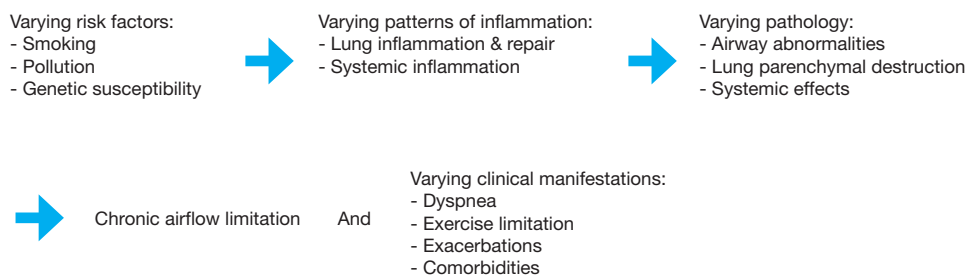 Varying risk factors:
- Smoking
- Pollution
- Genetic susceptibility
Varying patterns of inflammation:
- Lung inflammation & repair
- Systemic inflammation
Varying pathology:
- Airway abnormalities
- Lung parenchymal destruction
- Systemic effects
Chronic airflow limitation
And
Varying clinical manifestations:
- Dyspnea
- Exercise limitation
- Exacerbations
- Comorbidities